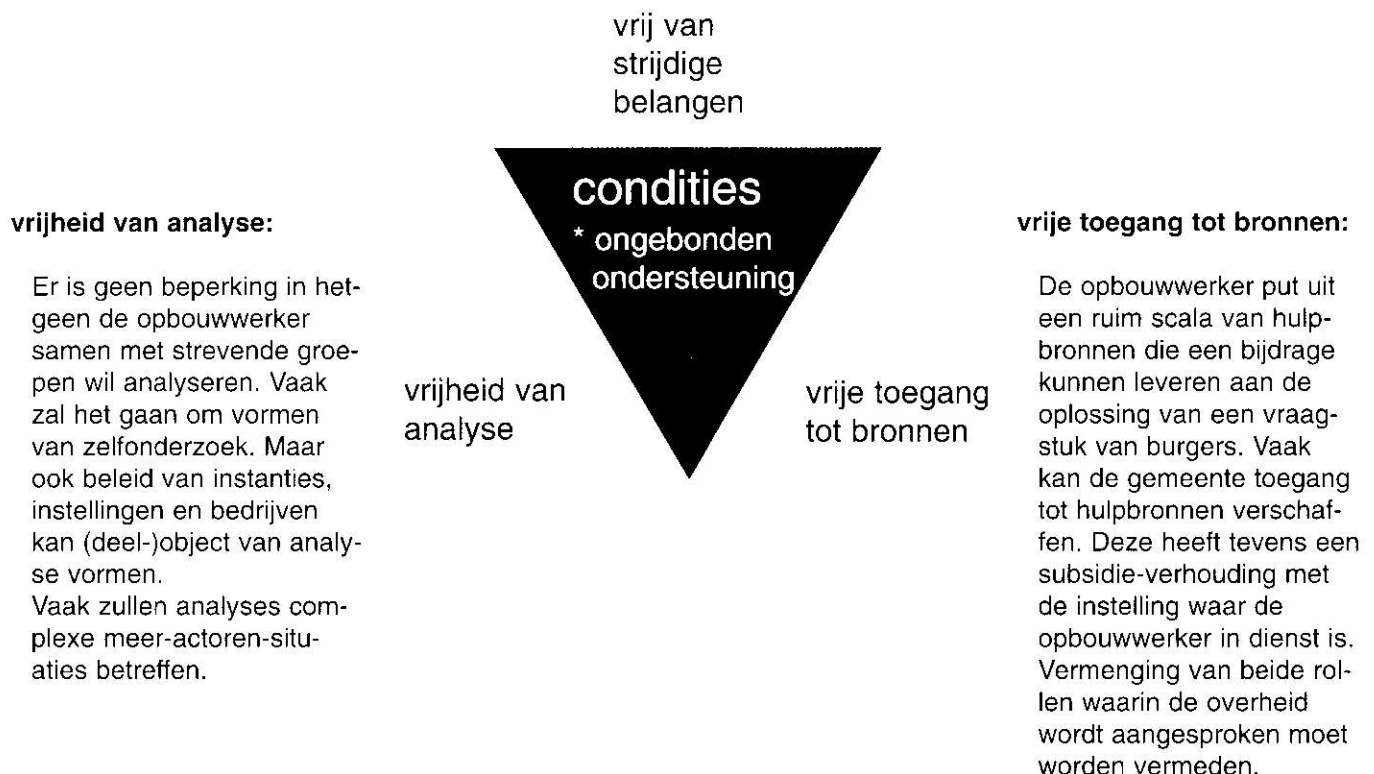 vrij van
strijdige
belangen
condities
* ongebonden
ondersteuning
vrijheid van
analyse
vrije toegang
tot bronnen
vrijheid van analyse:
Er is geen beperking in het-
geen de opbouwwerker
samen met strevende groe-
pen wil analyseren. Vaak
zal het gaan om vormen
van zelfonderzoek. Maar
ook beleid van instanties,
instellingen en bedrijven
kan (deel-)object van analy-
se vormen.
Vaak zullen analyses com-
plexe meer-actoren-situ-
aties betreffen.
vrije toegang tot bronnen:
De opbouwwerker put uit
een ruim scala van hulp-
bronnen die een bijdrage
kunnen leveren aan de
oplossing van een vraag-
stuk van burgers. Vaak
kan de gemeente toegang
tot hulpbronnen verschaf-
fen. Deze heeft tevens een
subsidie-verhouding met
de instelling waar de
opbouwwerker in dienst is.
Vermenging van beide rol-
len waarin de overheid
wordt aangesproken moet
worden vermeden.